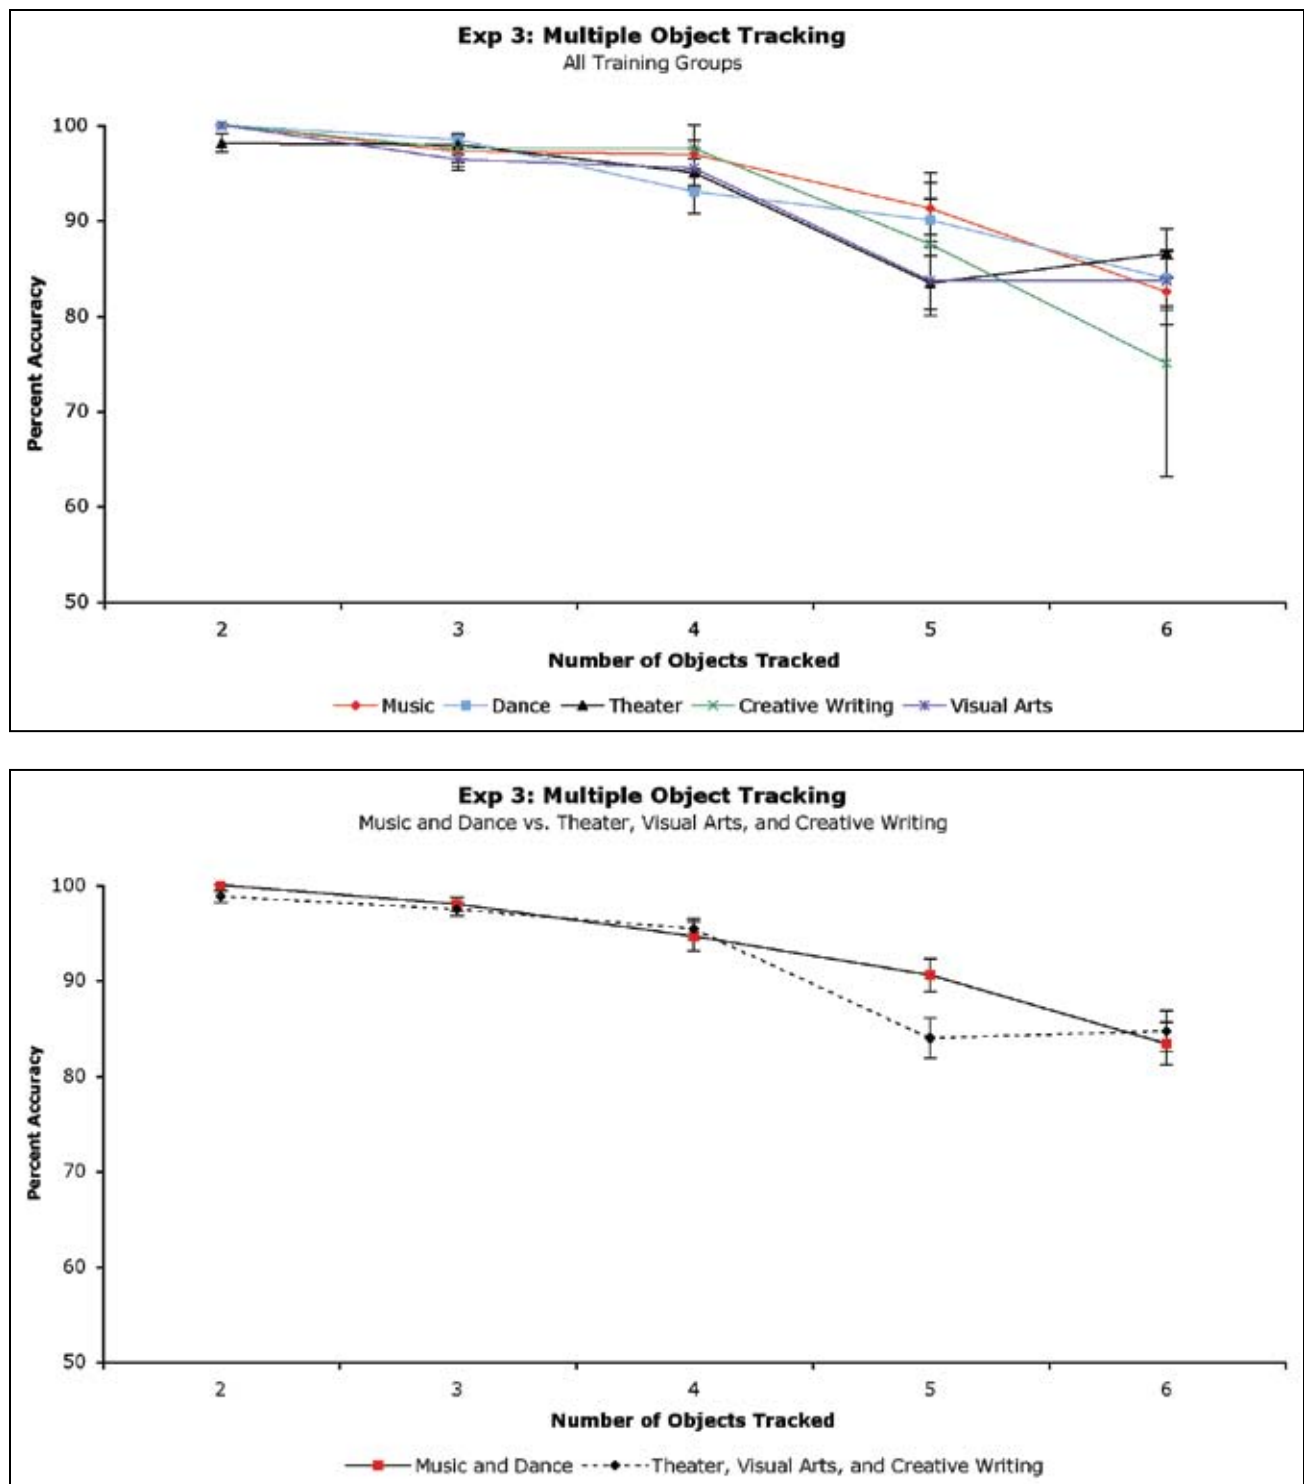 Exp 3: Multiple Object Tracking
All Training Groups
100
90
80
70
60
50
Percent Accuracy
2 3 4 5 6
Number of Objects Tracked
Music Dance Theater Creative Writing Visual Arts
Exp 3: Multiple Object Tracking
Music and Dance vs. Theater, Visual Arts, and Creative Writing
100
90
80
70
60
50
Percent Accuracy
2 3 4 5 6
Number of Objects Tracked
Music and Dance Theater, Visual Arts, and Creative Writing